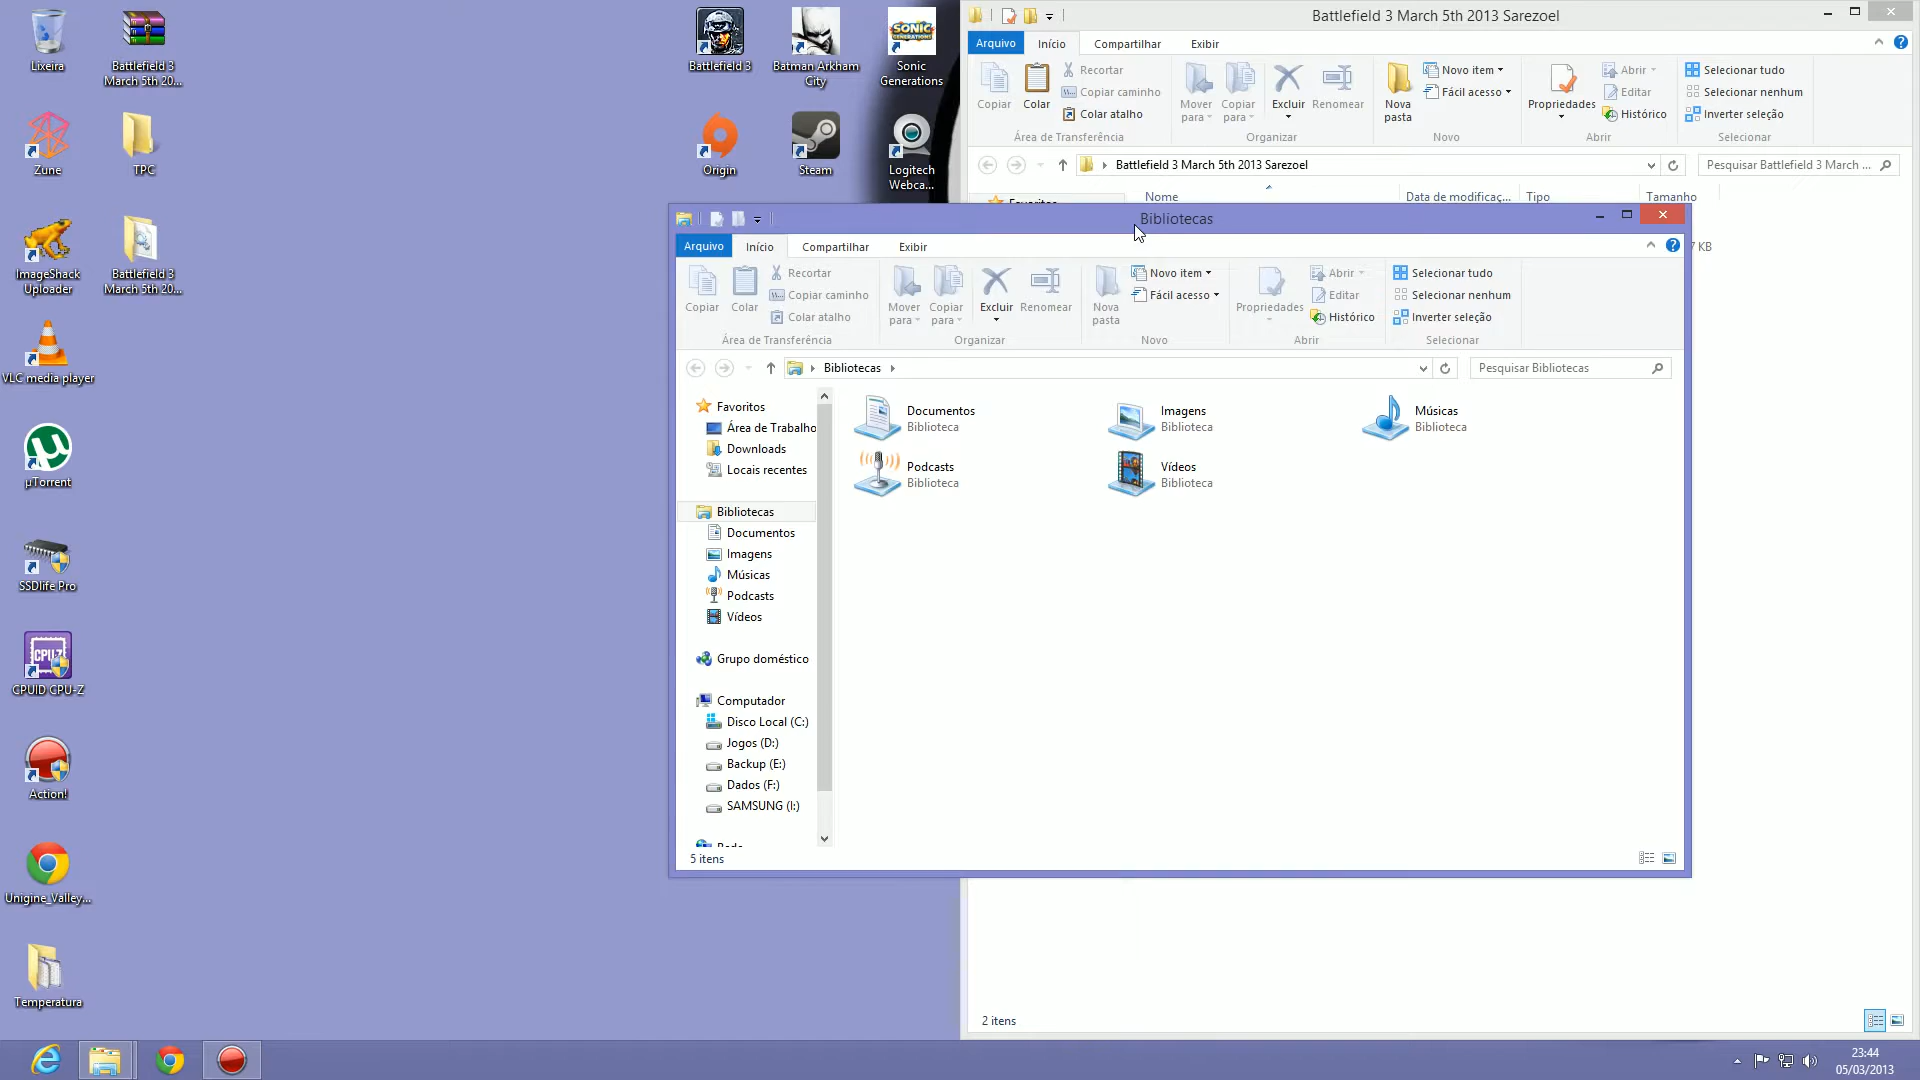 Lixeira
Battlefield 3
March 5th 20...
Zune
TPC
ImageShack
Uploader
Battlefield 3
March 5th 20...
VLC media player
µTorrent
SSDlife Pro
CPU-Z
CPUID CPU-Z
Action!
Unigine_Valley...
Temperatura
Battlefield 3
Batman Arkham
City
SONIC
GENERATIONS
Sonic
Generations
Origin
Steam
Logitech
Webca...
Battlefield 3 March 5th 2013 Sarezoel
Arquivo
Início
Compartilhar
Exibir
Copiar
Colar
Recortar
Copiar caminho
Colar atalho
Área de Transferência
Mover
para
Copiar
para
Excluir
Renomear
Organizar
Nova
pasta
Novo item
Fácil acesso
Novo
Propriedades
Abrir
Editar
Histórico
Abrir
Selecionar tudo
Selecionar nenhum
Inverter seleção
Selecionar
Battlefield 3 March 5th 2013 Sarezoel
Pesquisar Battlefield 3 March ...
Favoritos
Nome
Data de modificaç...
Tipo
Tamanho
7 KB
2 itens
Bibliotecas
Arquivo
Início
Compartilhar
Exibir
Copiar
Colar
Recortar
Copiar caminho
Colar atalho
Área de Transferência
Mover
para
Copiar
para
Excluir
Renomear
Organizar
Nova
pasta
Novo item
Fácil acesso
Novo
Propriedades
Abrir
Editar
Histórico
Abrir
Selecionar tudo
Selecionar nenhum
Inverter seleção
Selecionar
Bibliotecas
Pesquisar Bibliotecas
Favoritos
Área de Trabalho
Downloads
Locais recentes
Bibliotecas
Documentos
Imagens
Músicas
Podcasts
Vídeos
Grupo doméstico
Computador
Disco Local (C:)
Jogos (D:)
Backup (E:)
Dados (F:)
SAMSUNG (I:)
Rede
Documentos
Biblioteca
Imagens
Biblioteca
Músicas
Biblioteca
Podcasts
Biblioteca
Vídeos
Biblioteca
5 itens
23:44
05/03/2013